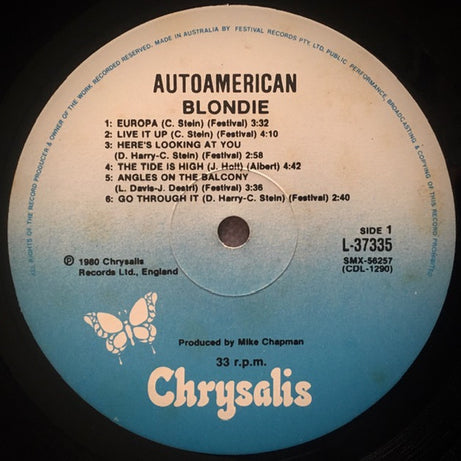 ALL RIGHTS OF THE RECORD PRODUCER & OWNER OF THE WORK RECORDED RESERVED. MADE IN AUSTRALIA BY FESTIVAL RECORDS PTY. LTD. PUBLIC PERFORMANCE, BROADCASTING & COPYING OF THIS RECORD PROHIBITED
AUTOAMERICAN
BLONDIE
1: EUROPA (C. Stein) (Festival) 3:32
2: LIVE IT UP (C. Stein) (Festival) 4:10
3: HERE'S LOOKING AT YOU
(D. Harry-C. Stein) (Festival) 2:58
4: THE TIDE IS HIGH (J. Holt) (Albert) 4:42
5: ANGLES ON THE BALCONY
(L. Davis-J. Destri) (Festival) 3:36
6: GO THROUGH IT (D. Harry-C. Stein) (Festival) 2:40
SIDE 1
L-37335
SMX-56257
(CDL-1290)
℗ 1980 Chrysalis
Records Ltd., England
Produced by Mike Chapman
33 r.p.m.
Chrysalis